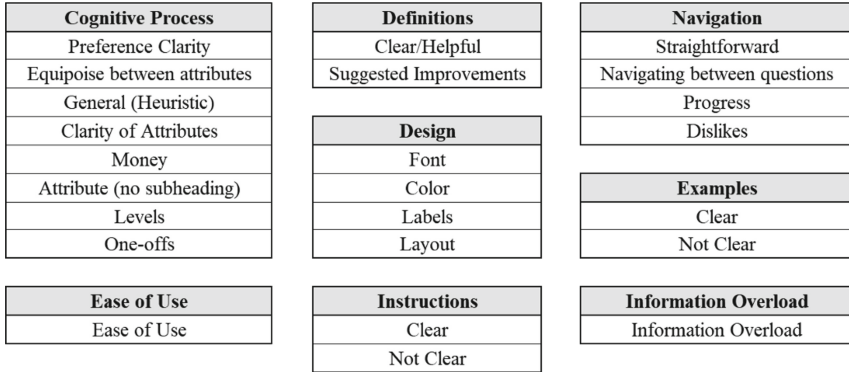 Cognitive Process
Preference Clarity
Equipoise between attributes
General (Heuristic)
Clarity of Attributes
Money
Attribute (no subheading)
Levels
One-offs
Ease of Use
Ease of Use
Definitions
Clear/Helpful
Suggested Improvements
Design
Font
Color
Labels
Layout
Instructions
Clear
Not Clear
Navigation
Straightforward
Navigating between questions
Progress
Dislikes
Examples
Clear
Not Clear
Information Overload
Information Overload